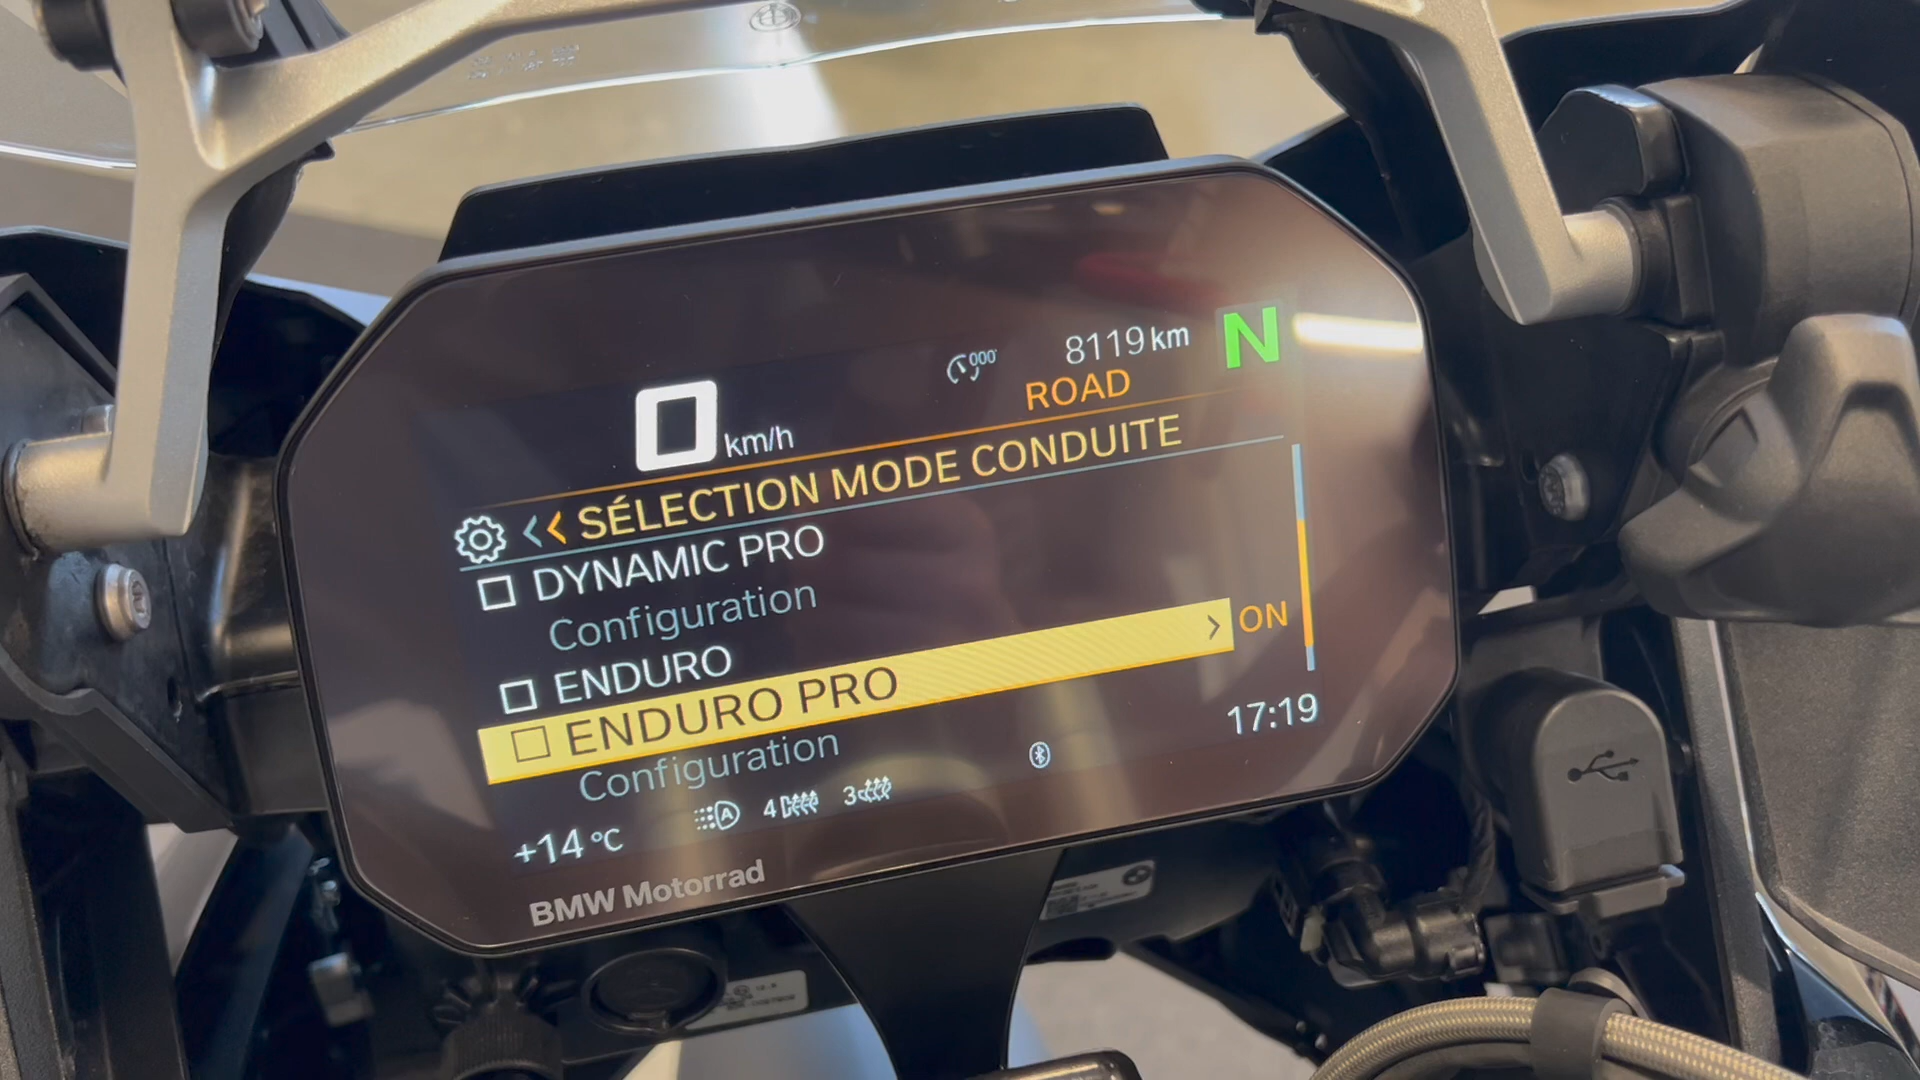 000
8119 km
N
0 km/h
ROAD
<< SÉLECTION MODE CONDUITE
DYNAMIC PRO
Configuration
ENDURO
ENDURO PRO > ON
Configuration
17:19
+14 °C
A
4
3
BMW Motorrad